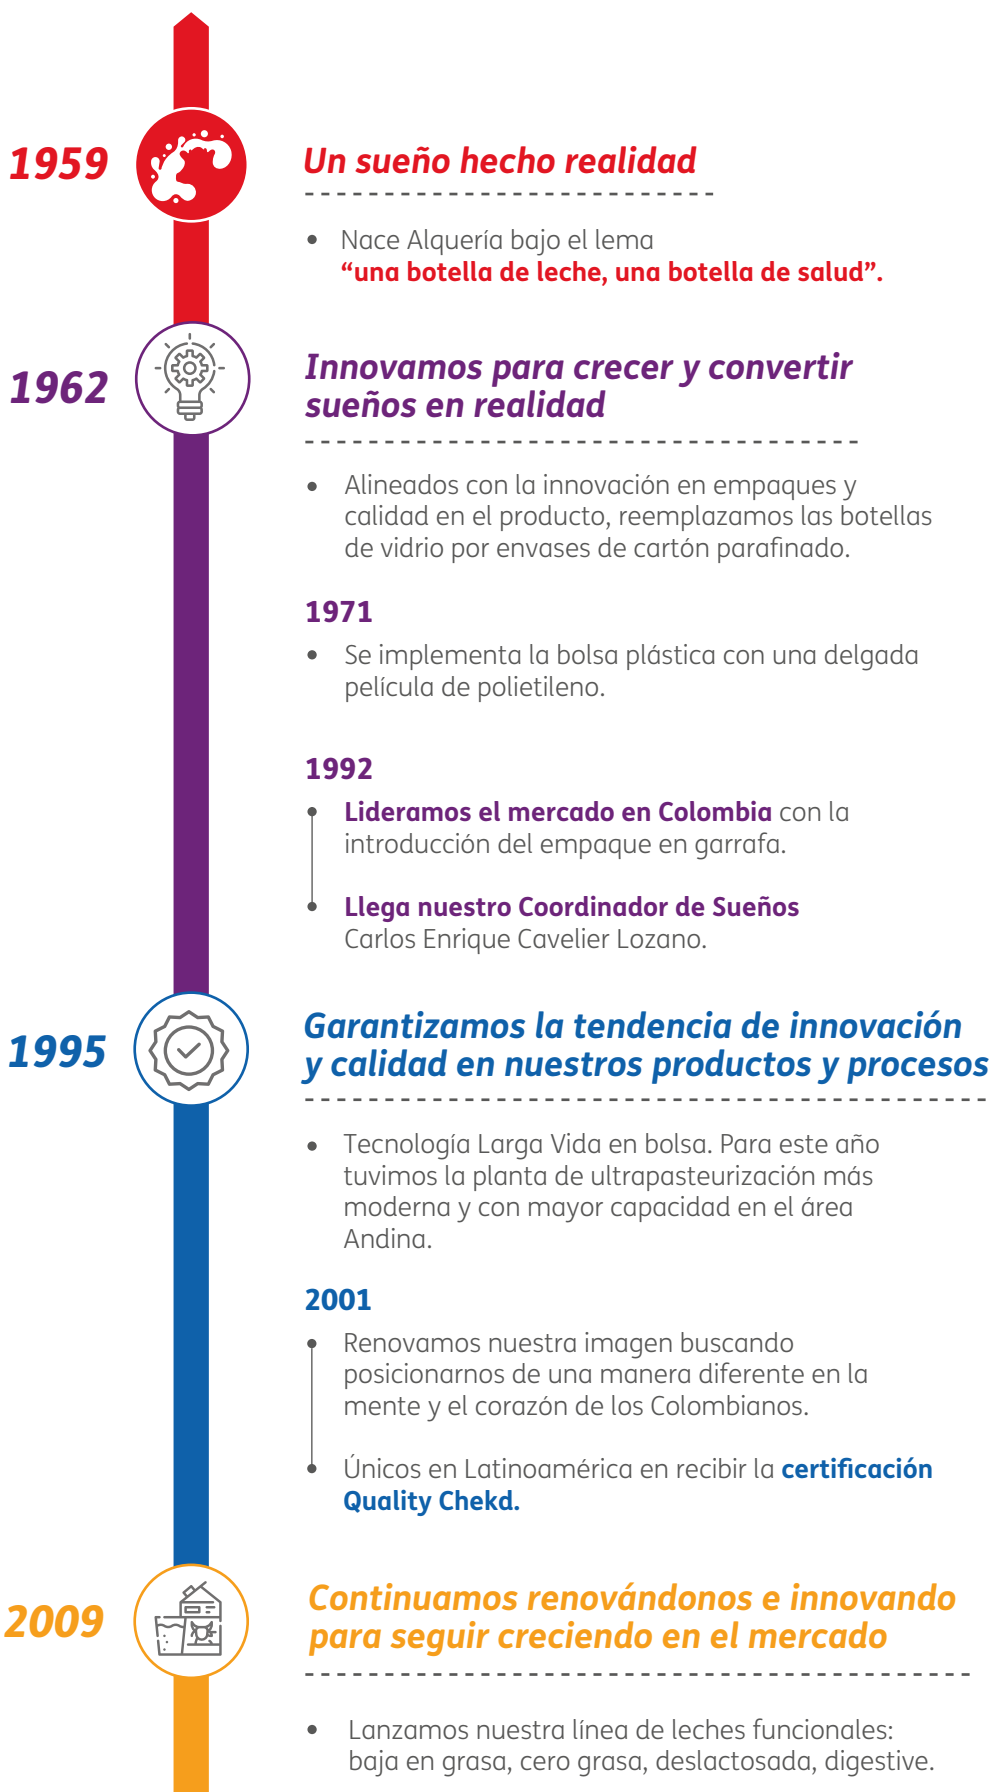 1959
Un sueño hecho realidad
• Nace Alquería bajo el lema
“una botella de leche, una botella de salud”.
1962
Innovamos para crecer y convertir
sueños en realidad
• Alineados con la innovación en empaques y
calidad en el producto, reemplazamos las botellas
de vidrio por envases de cartón parafinado.
1971
• Se implementa la bolsa plástica con una delgada
película de polietileno.
1992
• Lideramos el mercado en Colombia con la
introducción del empaque en garrafa.
• Llega nuestro Coordinador de Sueños
Carlos Enrique Cavelier Lozano.
1995
Garantizamos la tendencia de innovación
y calidad en nuestros productos y procesos
• Tecnología Larga Vida en bolsa. Para este año
tuvimos la planta de ultrapasteurización más
moderna y con mayor capacidad en el área
Andina.
2001
• Renovamos nuestra imagen buscando
posicionarnos de una manera diferente en la
mente y el corazón de los Colombianos.
• Únicos en Latinoamérica en recibir la certificación
Quality Chekd.
2009
Continuamos renovándonos e innovando
para seguir creciendo en el mercado
• Lanzamos nuestra línea de leches funcionales:
baja en grasa, cero grasa, deslactosada, digestive.